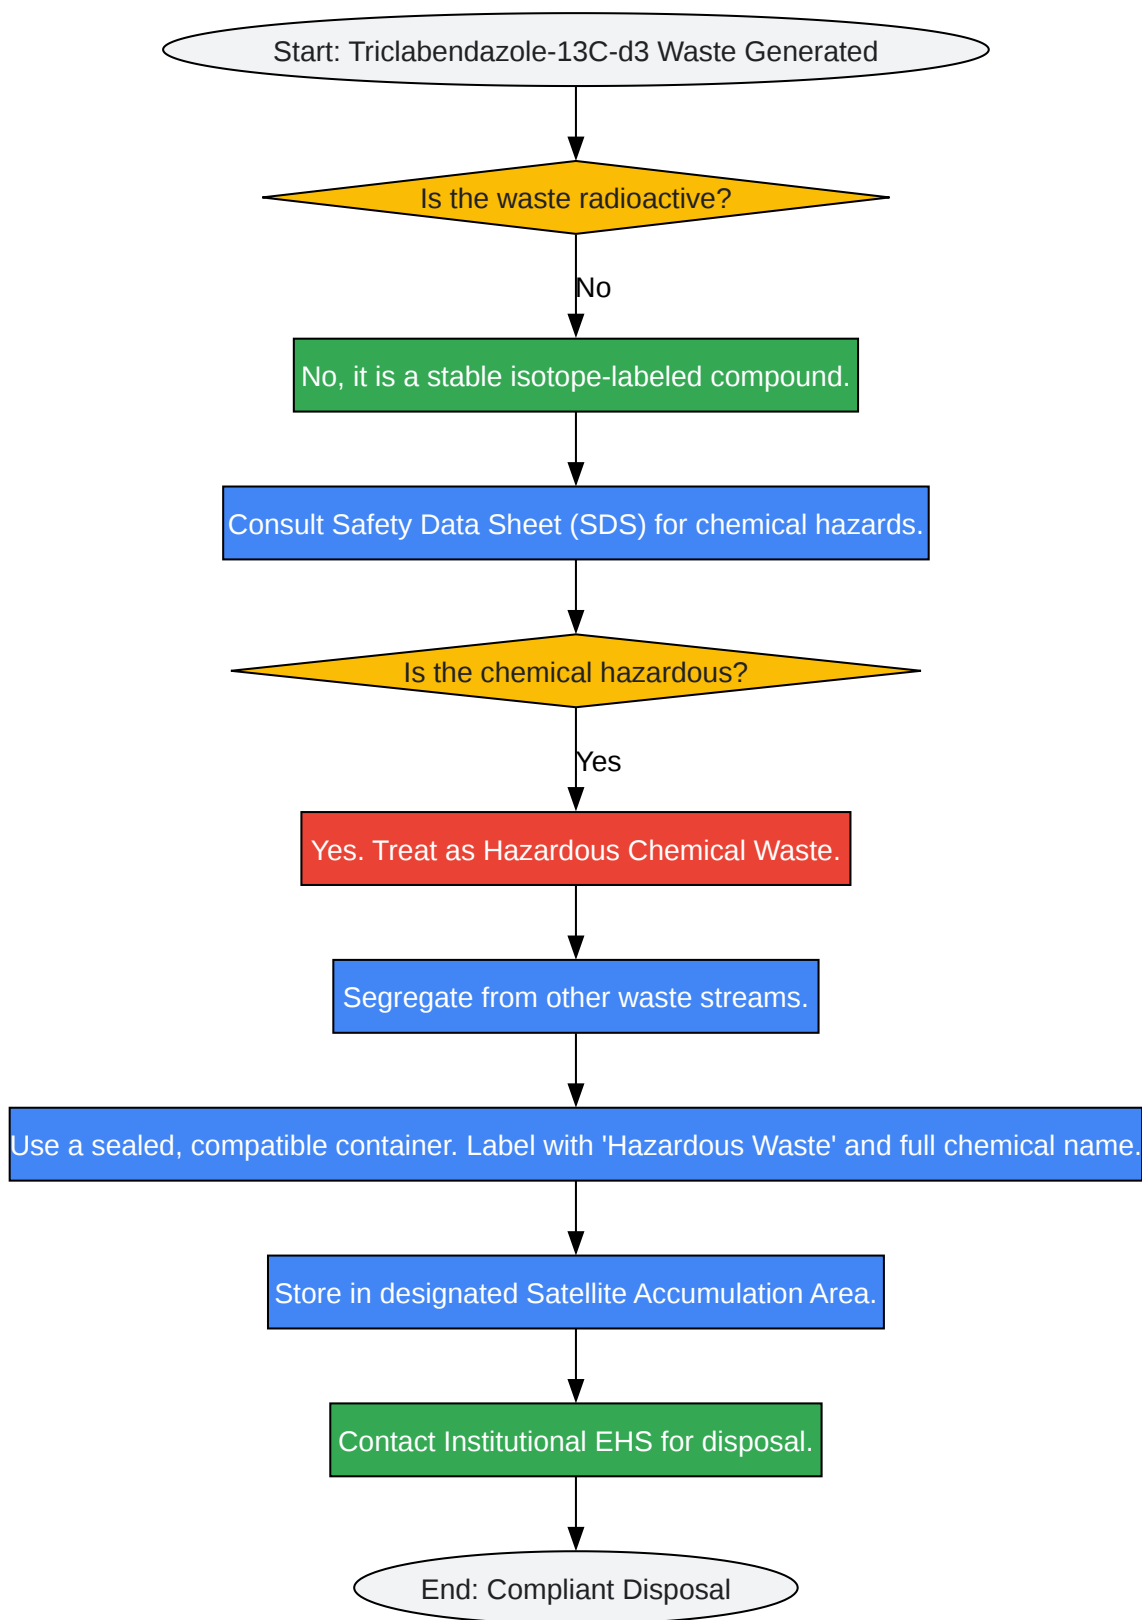 Start: Triclabendazole-13C-d3 Waste Generated
Is the waste radioactive?
No
No, it is a stable isotope-labeled compound.
Consult Safety Data Sheet (SDS) for chemical hazards.
Is the chemical hazardous?
Yes
Yes. Treat as Hazardous Chemical Waste.
Segregate from other waste streams.
Use a sealed, compatible container. Label with 'Hazardous Waste' and full chemical name.
Store in designated Satellite Accumulation Area.
Contact Institutional EHS for disposal.
End: Compliant Disposal